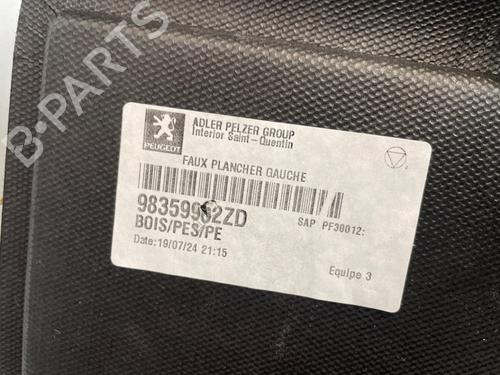 B-PARTS
PEUGEOT
ADLER PELZER GROUP
Interior Saint-Quentin
FAUX PLANCHER GAUCHE
98359962ZD
SAP PF30012:
BOIS/PES/PE
Date:19/07/24 21:15
Equipe 3